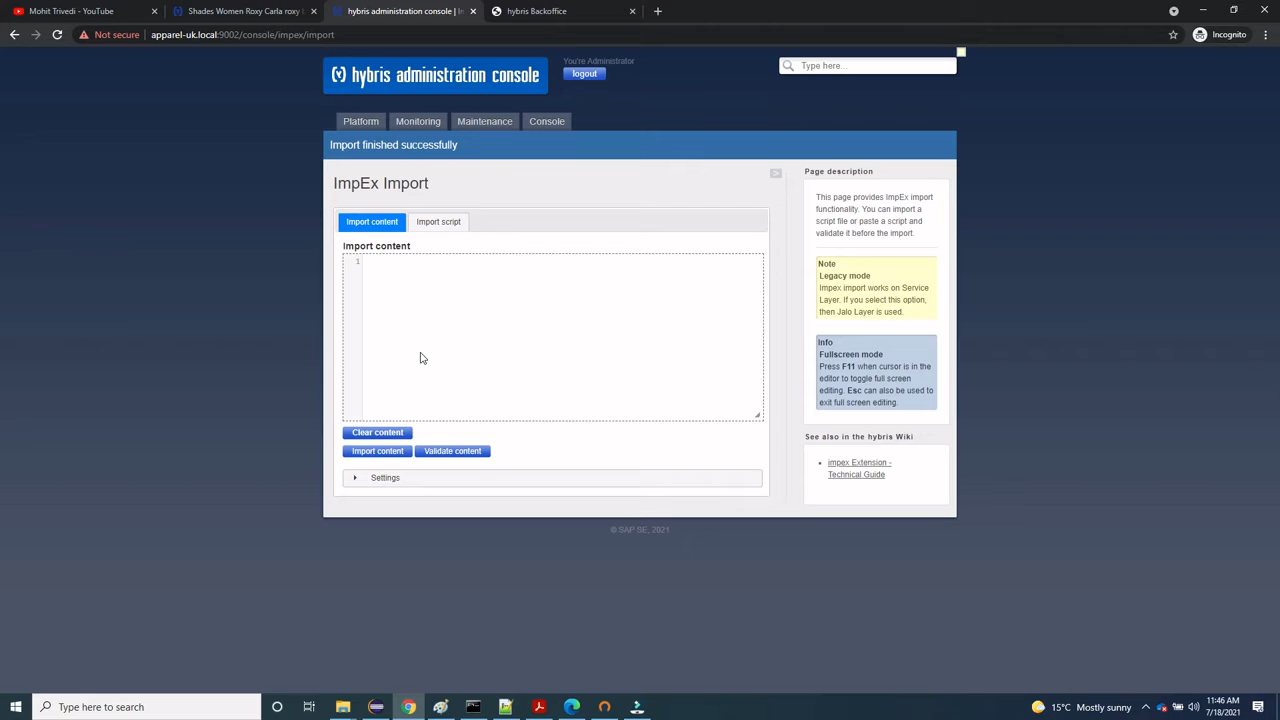 Mohit Trivedi - YouTube
Shades Women Roxy Carla roxy l
hybris administration console | In
hybris Backoffice
Not secure apparel-uk.local:9002/console/impex/import
Incognito
hybris administration console
You're Administrator
logout
Type here...
Platform Monitoring Maintenance Console
Import finished successfully
ImpEx Import
Import content Import script
Import content
1
Clear content
Import content Validate content
Settings
Page description
This page provides ImpEx import
functionality. You can import a
script file or paste a script and
validate it before the import.
Note
Legacy mode
Impex import works on Service
Layer. If you select this option,
then Jalo Layer is used.
Info
Fullscreen mode
Press F11 when cursor is in the
editor to toggle full screen
editing. Esc can also be used to
exit full screen editing.
See also in the hybris Wiki
impex Extension -
Technical Guide
© SAP SE, 2021
Type here to search
15°C Mostly sunny
11:46 AM
7/18/2021